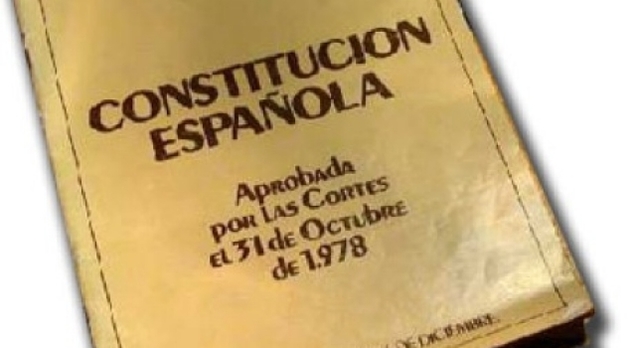 CONSTITUCION
ESPAÑOLA
APROBADA
POR LAS CORTES
EL 31 de OCTUBRE
de 1.978
DE DICIEMBRE.